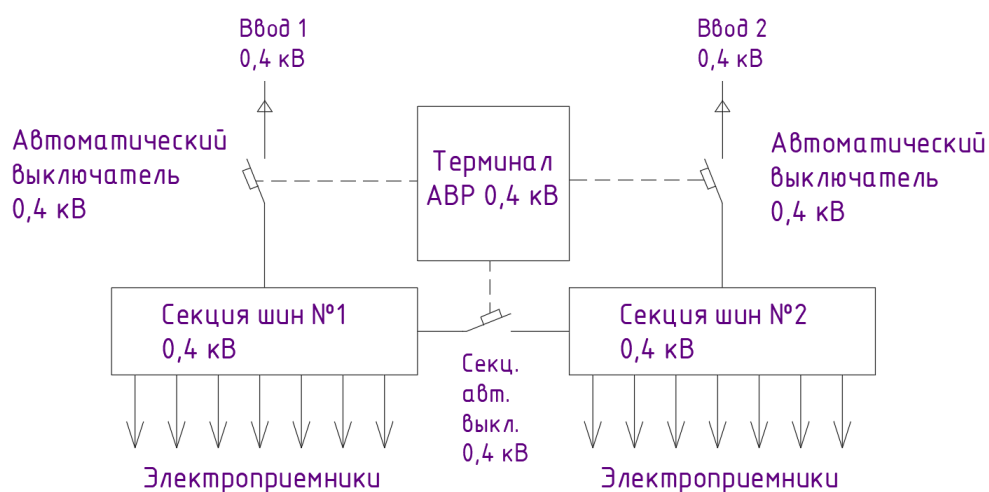 Ввод 1
0,4 кВ
Ввод 2
0,4 кВ
Автоматический
выключатель
0,4 кВ
Терминал
АВР 0,4 кВ
Автоматический
выключатель
0,4 кВ
Секция шин №1
0,4 кВ
Секция шин №2
0,4 кВ
Секц.
авт.
выкл.
0,4 кВ
Электроприемники
Электроприемники